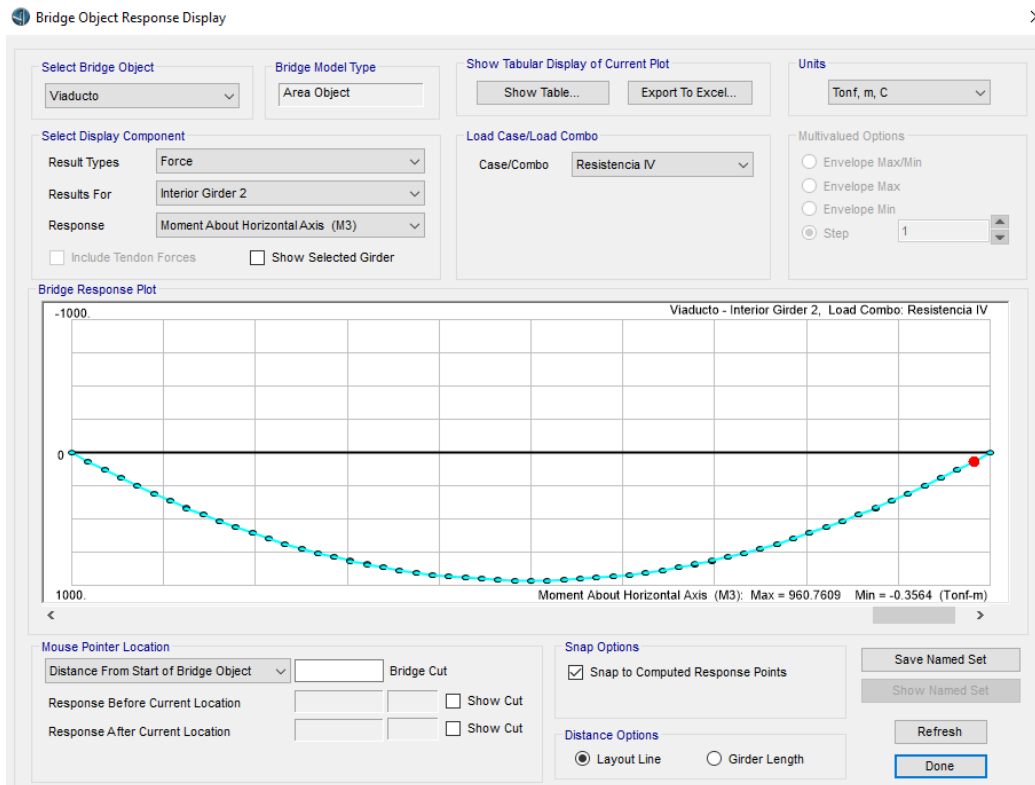 Bridge Object Response Display
Select Bridge Object
Viaducto
Bridge Model Type
Area Object
Show Tabular Display of Current Plot
Show Table...
Export To Excel...
Units
Tonf, m, C
Select Display Component
Result Types
Force
Results For
Interior Girder 2
Response
Moment About Horizontal Axis (M3)
Include Tendon Forces
Show Selected Girder
Load Case/Load Combo
Case/Combo
Resistencia IV
Multivalued Options
Envelope Max/Min
Envelope Max
Envelope Min
Step
1
Bridge Response Plot
-1000.
Viaducto - Interior Girder 2, Load Combo: Resistencia IV
0
1000.
Moment About Horizontal Axis (M3): Max = 960.7609 Min = -0.3564 (Tonf-m)
Mouse Pointer Location
Distance From Start of Bridge Object
Bridge Cut
Response Before Current Location
Show Cut
Response After Current Location
Show Cut
Snap Options
Snap to Computed Response Points
Distance Options
Layout Line
Girder Length
Save Named Set
Show Named Set
Refresh
Done